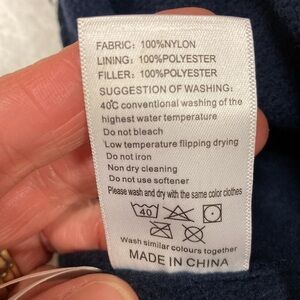 FABRIC: 100%NYLON
LINING: 100%POLYESTER
FILLER: 100%POLYESTER
SUGGESTION OF WASHING:
40℃ conventional washing of the
highest water temperature
Do not bleach
Low temperature flipping drying
Do not iron
Non dry cleaning
Do not use softener
Please wash and dry with the same color clothes
40
Wash similar colours together
MADE IN CHINA